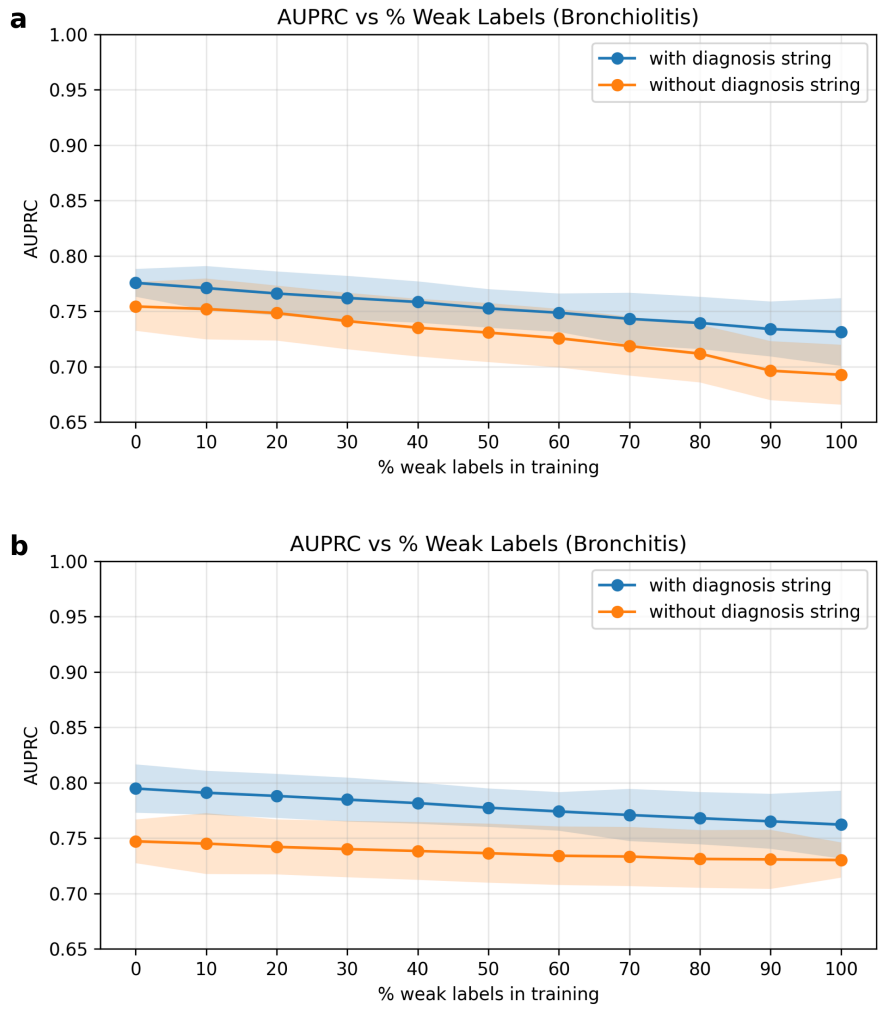 a
AUPRC vs % Weak Labels (Bronchiolitis)
with diagnosis string
without diagnosis string
1.00
0.95
0.90
0.85
0.80
0.75
0.70
0.65
AUPRC
0 10 20 30 40 50 60 70 80 90 100
% weak labels in training
b
AUPRC vs % Weak Labels (Bronchitis)
with diagnosis string
without diagnosis string
1.00
0.95
0.90
0.85
0.80
0.75
0.70
0.65
AUPRC
0 10 20 30 40 50 60 70 80 90 100
% weak labels in training